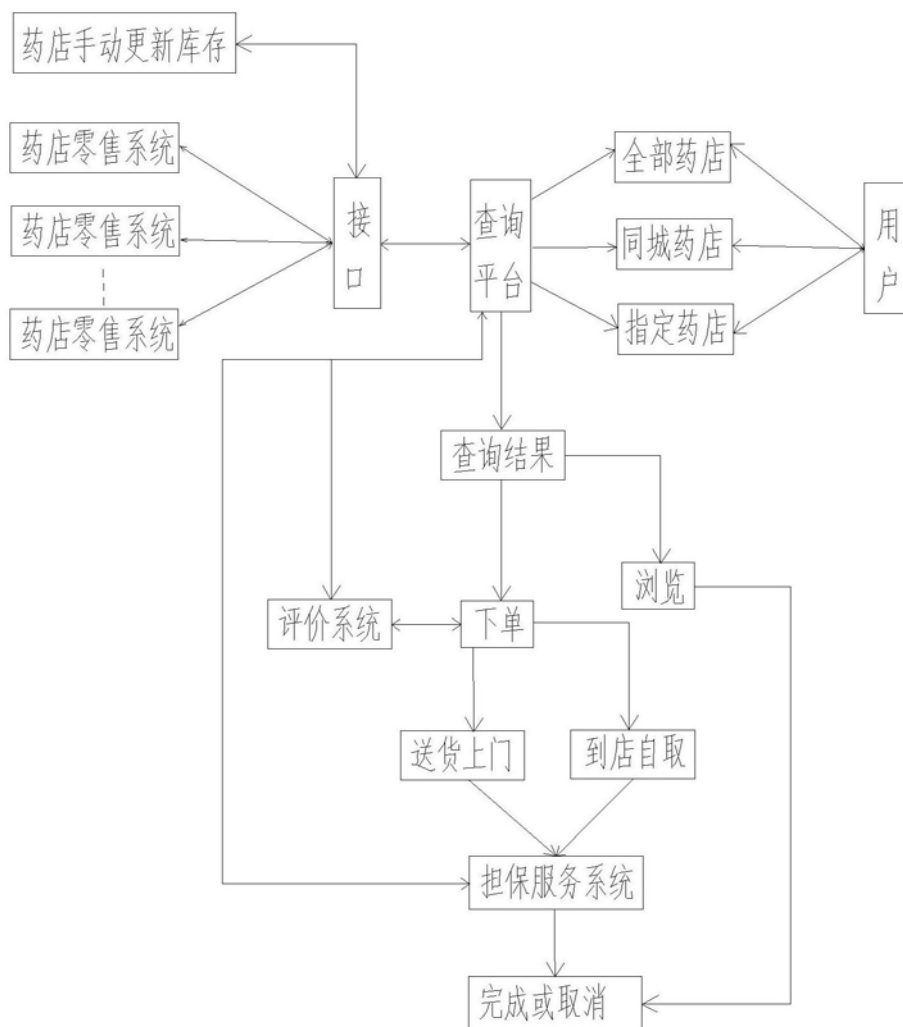 药店手动更新库存
药店零售系统
药店零售系统
药店零售系统
接
口
查询
平台
全部药店
同城药店
指定药店
用
户
查询结果
浏览
评价系统
下单
送货上门
到店自取
担保服务系统
完成或取消